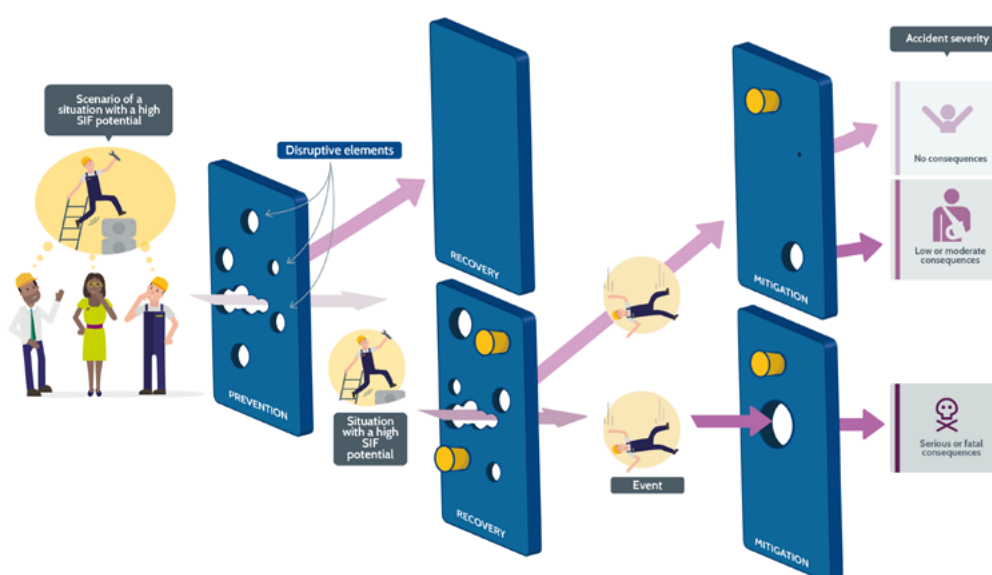 Accident severity
Scenario of a
situation with a high
SIF potential
Disruptive elements
No consequences
RECOVERY
Low or moderate
consequences
MITIGATION
PREVENTION
Situation
with a high
SIF
potential
Serious or fatal
consequences
Event
RECOVERY
MITIGATION